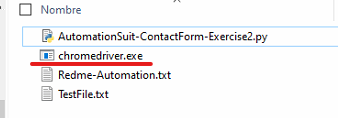 Nombre
AutomationSuit-ContactForm-Exercise2.py
chromedriver.exe
Redme-Automation.txt
TestFile.txt